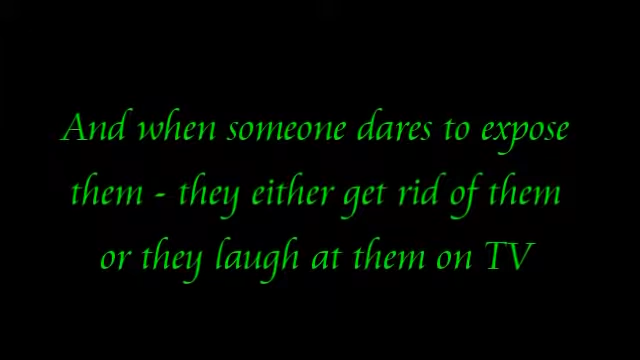 And when someone dares to expose
them - they either get rid of them
or they laugh at them on TV